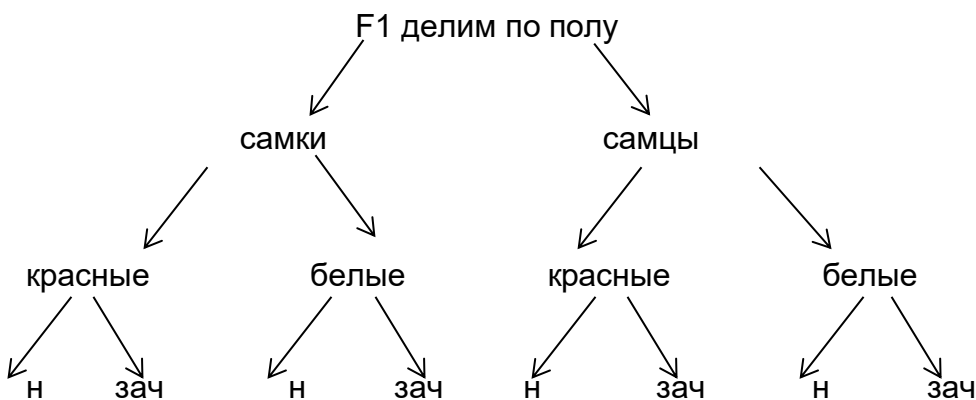 F1 делим по полу
самки самцы
красные белые красные белые
н зач н зач н зач н зач